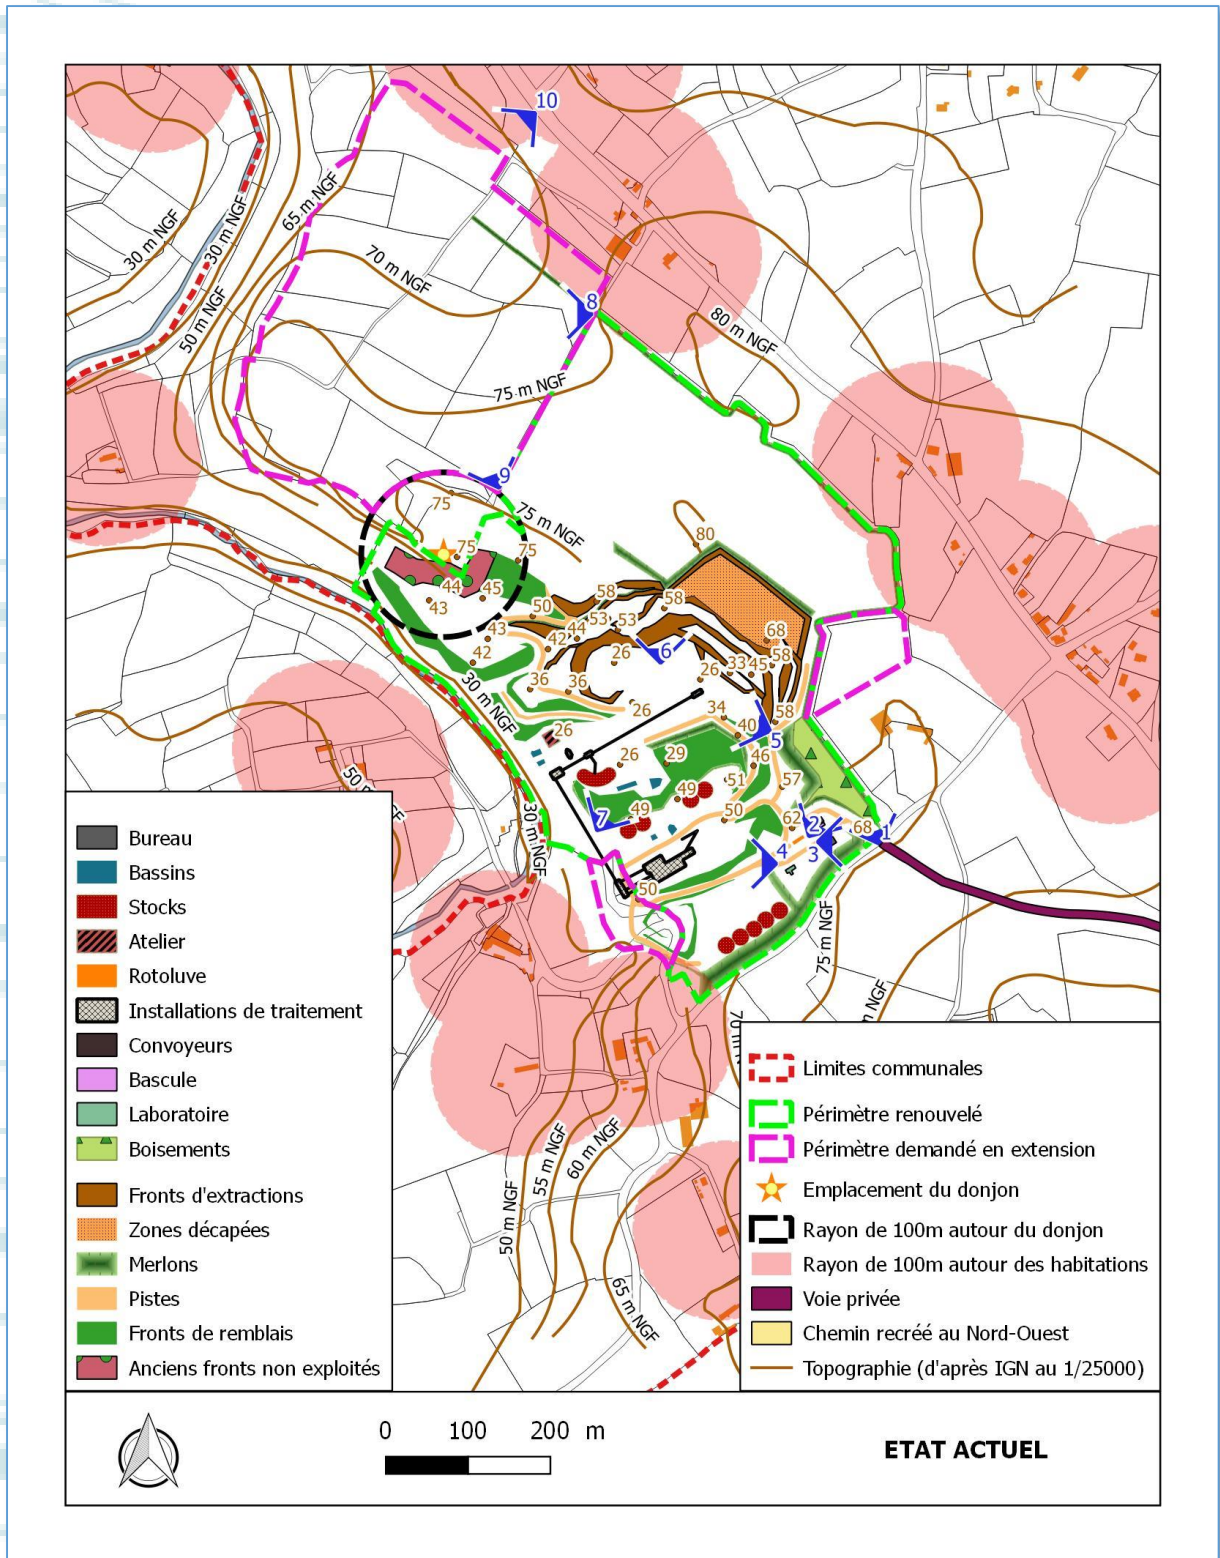 10
65 m NGF
30 m NGF
30 m NGF
70 m NGF
50 m NGF
8
80 m NGF
75 m NGF
9
75
75 m NGF
80
75
75
44
45
43
58
58
50
53
53
43
44
42
42
6
26
68
58
26
33
45
36
36
30 m NGF
26
34
58
40
5
26
26
29
46
51
57
50 m
49
49
50
7
62
2
68
1
30 m NGF
3
4
50
75 m NGF
m NGF
70 m
55 m NGF
60 m NGF
50 m NGF
65 m NGF
Bureau
Bassins
Stocks
Atelier
Rotoluve
Installations de traitement
Convoyeurs
Bascule
Laboratoire
Boisements
Fronts d'extractions
Zones décapées
Merlons
Pistes
Fronts de remblais
Anciens fronts non exploités
Limites communales
Périmètre renouvelé
Périmètre demandé en extension
Emplacement du donjon
Rayon de 100m autour du donjon
Rayon de 100m autour des habitations
Voie privée
Chemin recréé au Nord-Ouest
Topographie (d'après IGN au 1/25000)
0 100 200 m
ETAT ACTUEL